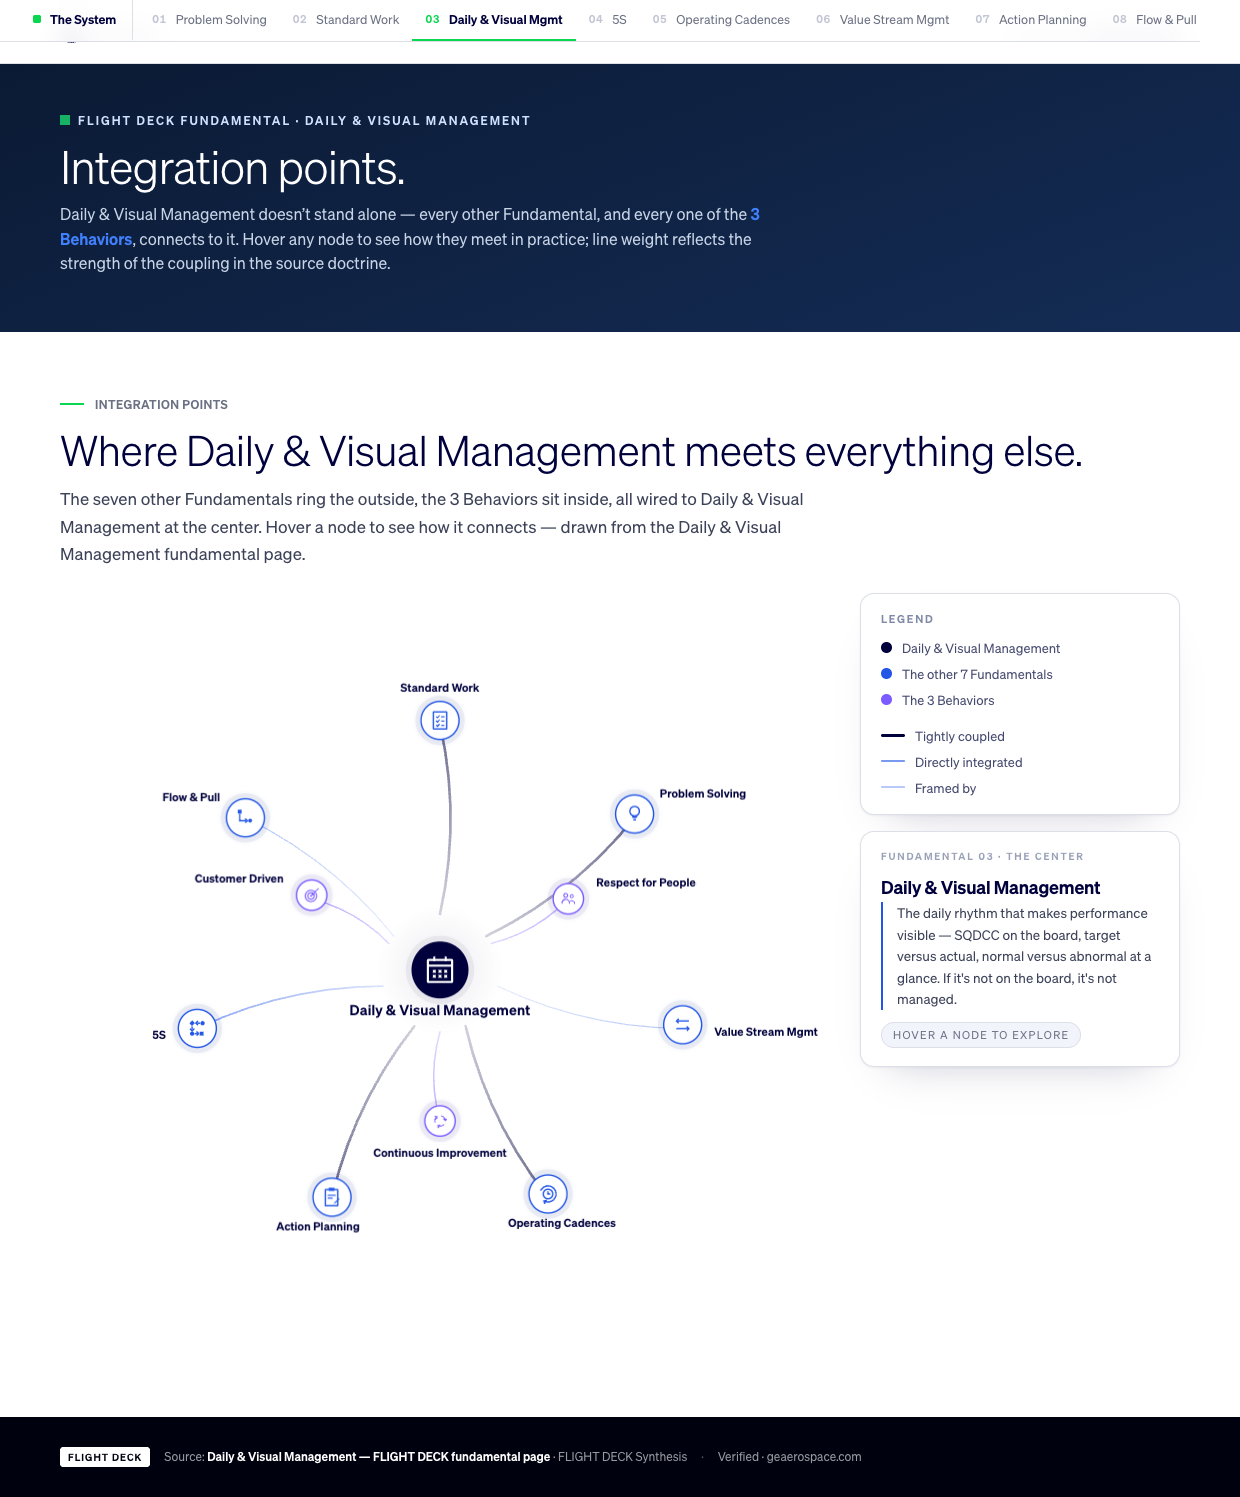 The System
01 Problem Solving
02 Standard Work
03 Daily & Visual Mgmt
04 5S
05 Operating Cadences
06 Value Stream Mgmt
07 Action Planning
08 Flow & Pull
FLIGHT DECK FUNDAMENTAL · DAILY & VISUAL MANAGEMENT
Integration points.
Daily & Visual Management doesn’t stand alone — every other Fundamental, and every one of the 3
Behaviors, connects to it. Hover any node to see how they meet in practice; line weight reflects the
strength of the coupling in the source doctrine.
INTEGRATION POINTS
Where Daily & Visual Management meets everything else.
The seven other Fundamentals ring the outside, the 3 Behaviors sit inside, all wired to Daily & Visual
Management at the center. Hover a node to see how it connects — drawn from the Daily & Visual
Management fundamental page.
Standard Work
Flow & Pull
Problem Solving
Customer Driven
Respect for People
Daily & Visual Management
5S
Value Stream Mgmt
Continuous Improvement
Action Planning
Operating Cadences
LEGEND
Daily & Visual Management
The other 7 Fundamentals
The 3 Behaviors
Tightly coupled
Directly integrated
Framed by
FUNDAMENTAL 03 · THE CENTER
Daily & Visual Management
The daily rhythm that makes performance
visible — SQDCC on the board, target
versus actual, normal versus abnormal at a
glance. If it's not on the board, it's not
managed.
HOVER A NODE TO EXPLORE
FLIGHT DECK
Source: Daily & Visual Management — FLIGHT DECK fundamental page · FLIGHT DECK Synthesis · Verified · geaerospace.com